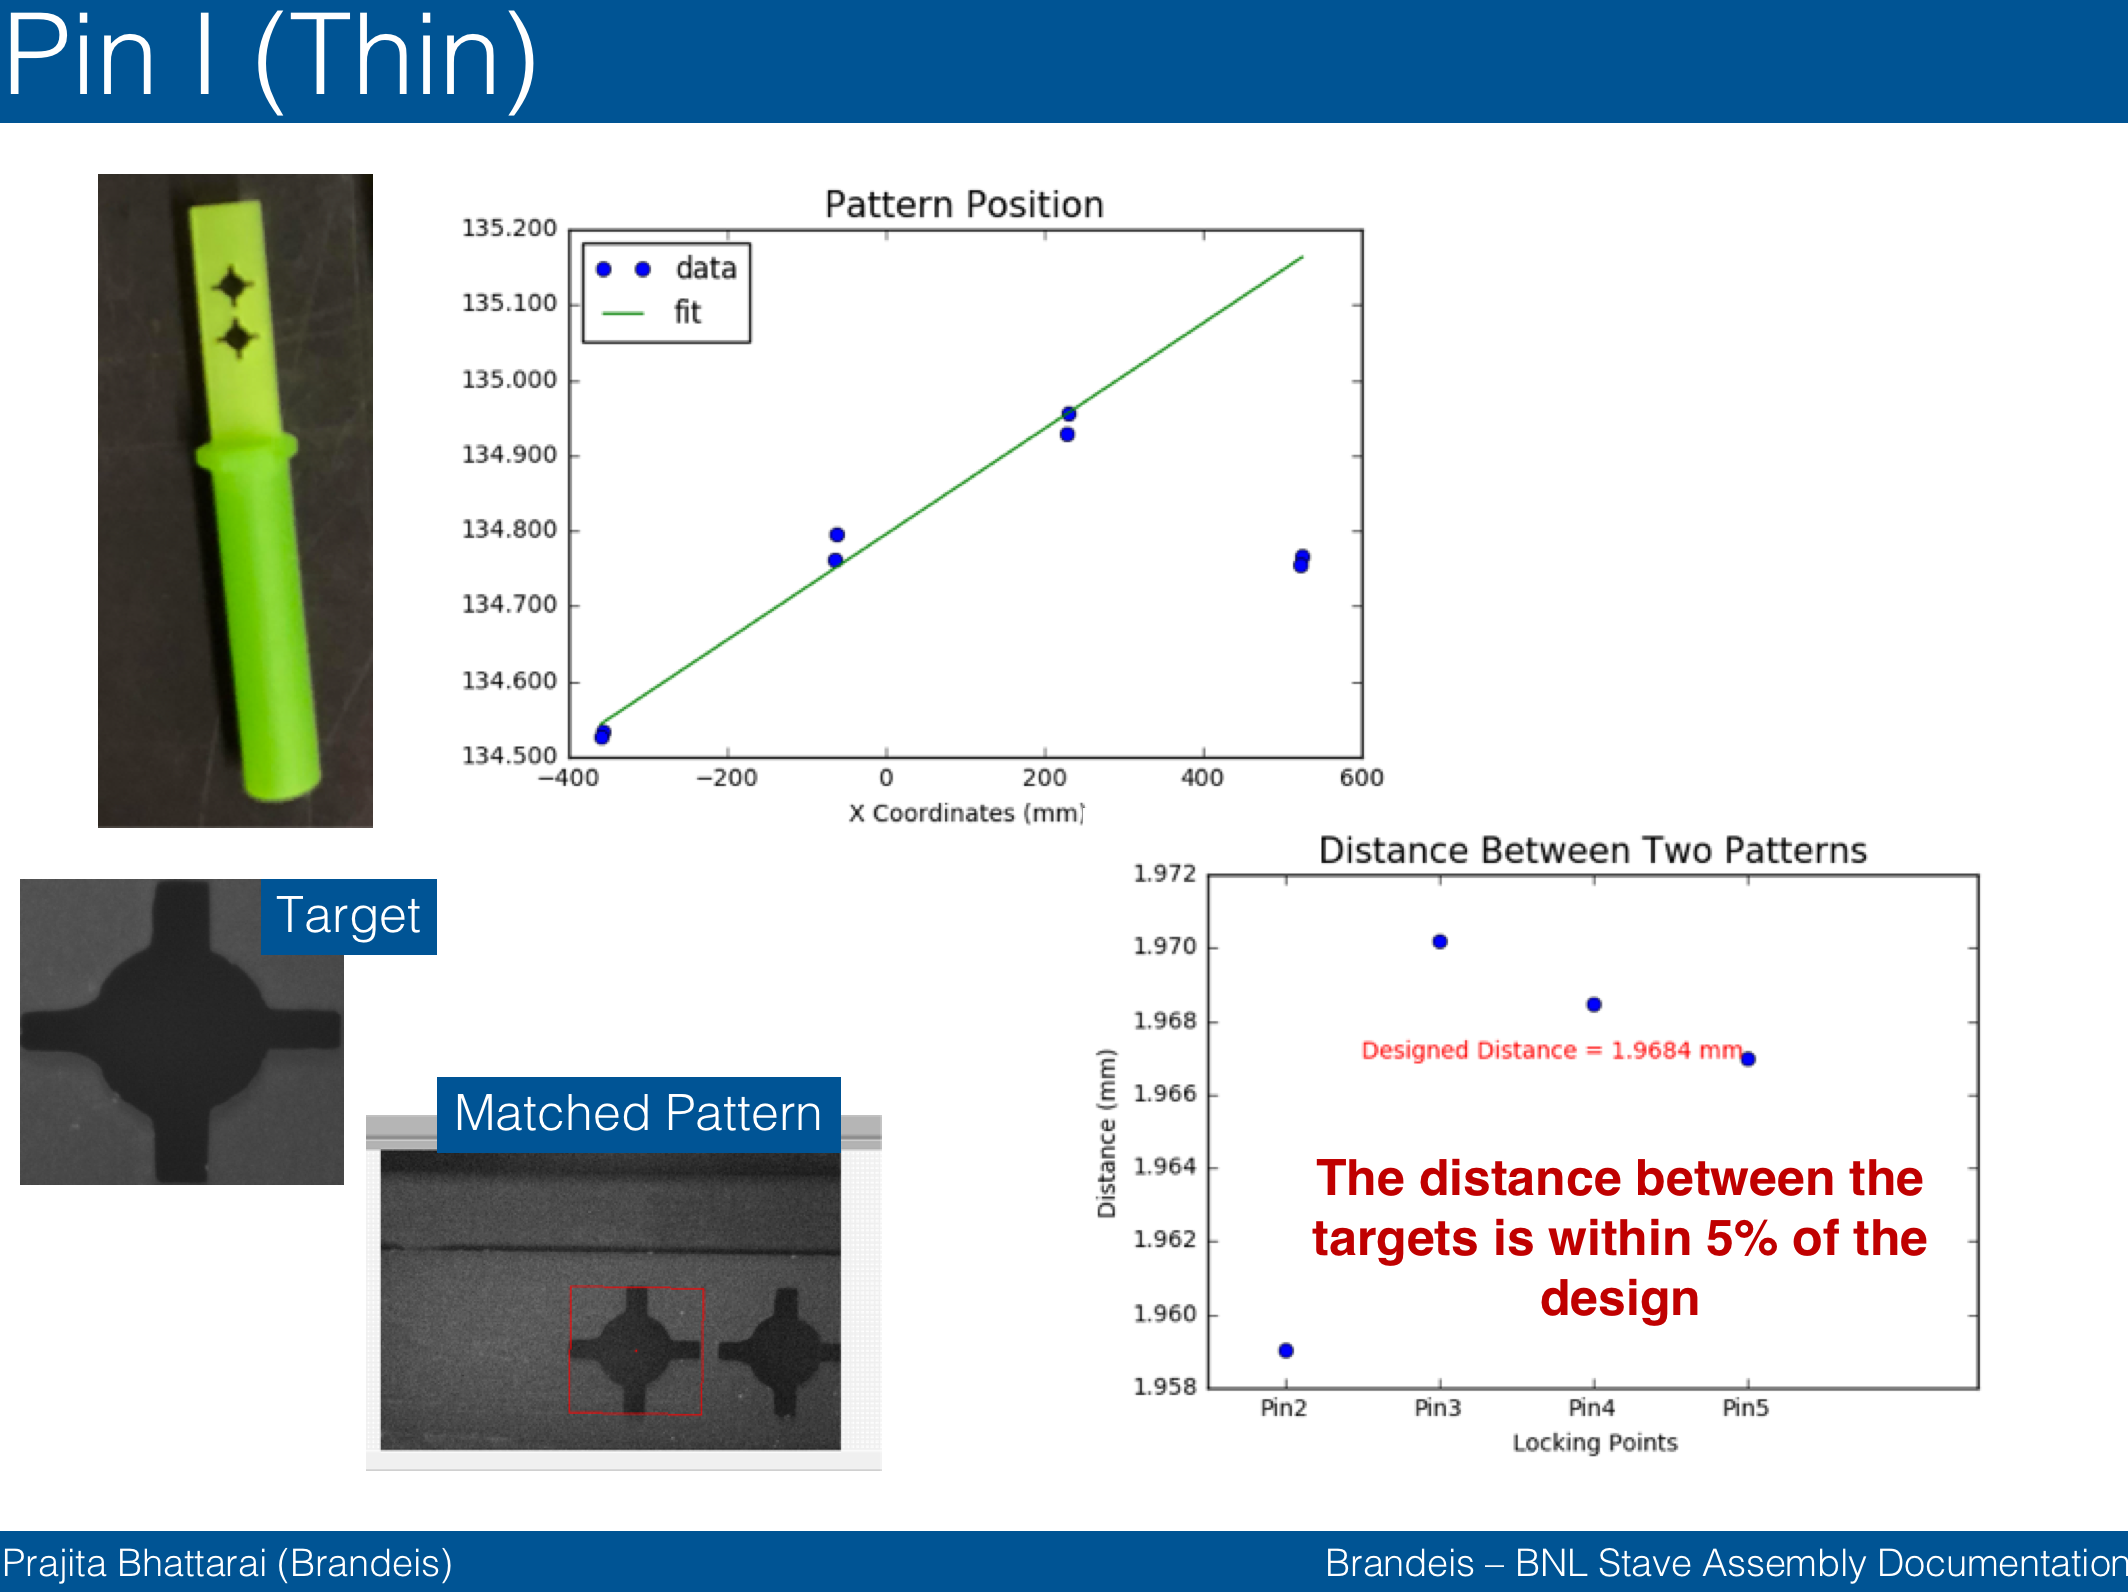 Pin I (Thin)
Pattern Position
135.200
135.100
135.000
134.900
134.800
134.700
134.600
134.500
data
fit
−400
−200
0
200
400
600
X Coordinates (mm)
Target
Matched Pattern
Distance Between Two Patterns
1.972
1.970
1.968
1.966
1.964
1.962
1.960
1.958
Distance (mm)
Designed Distance = 1.9684 mm
The distance between the
targets is within 5% of the
design
Pin2
Pin3
Pin4
Pin5
Locking Points
Prajita Bhattarai (Brandeis)
Brandeis – BNL Stave Assembly Documentation